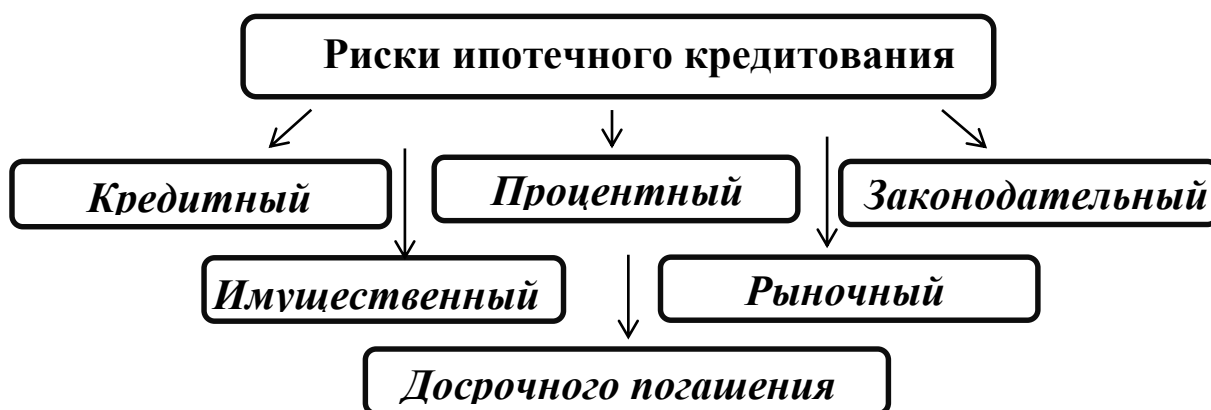 Риски ипотечного кредитования
Кредитный
Процентный
Законодательный
Имущественный
Рыночный
Досрочного погашения